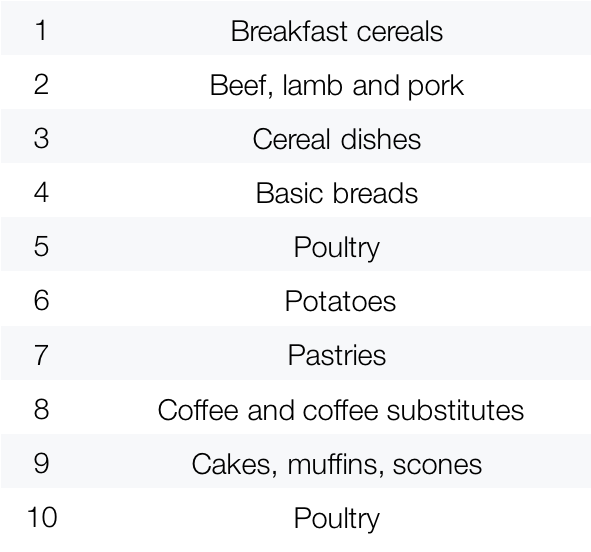 1 Breakfast cereals
2 Beef, lamb and pork
3 Cereal dishes
4 Basic breads
5 Poultry
6 Potatoes
7 Pastries
8 Coffee and coffee substitutes
9 Cakes, muffins, scones
10 Poultry